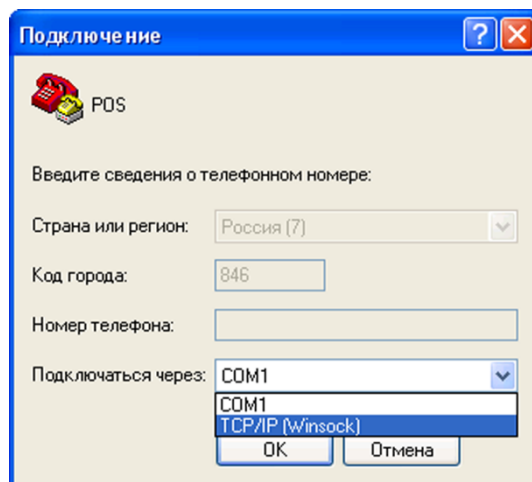 Подключение
POS
Введите сведения о телефонном номере:
Страна или регион: Россия (7)
Код города: 846
Номер телефона:
Подключаться через: COM1
COM1
TCP/IP (Winsock)
OK Отмена